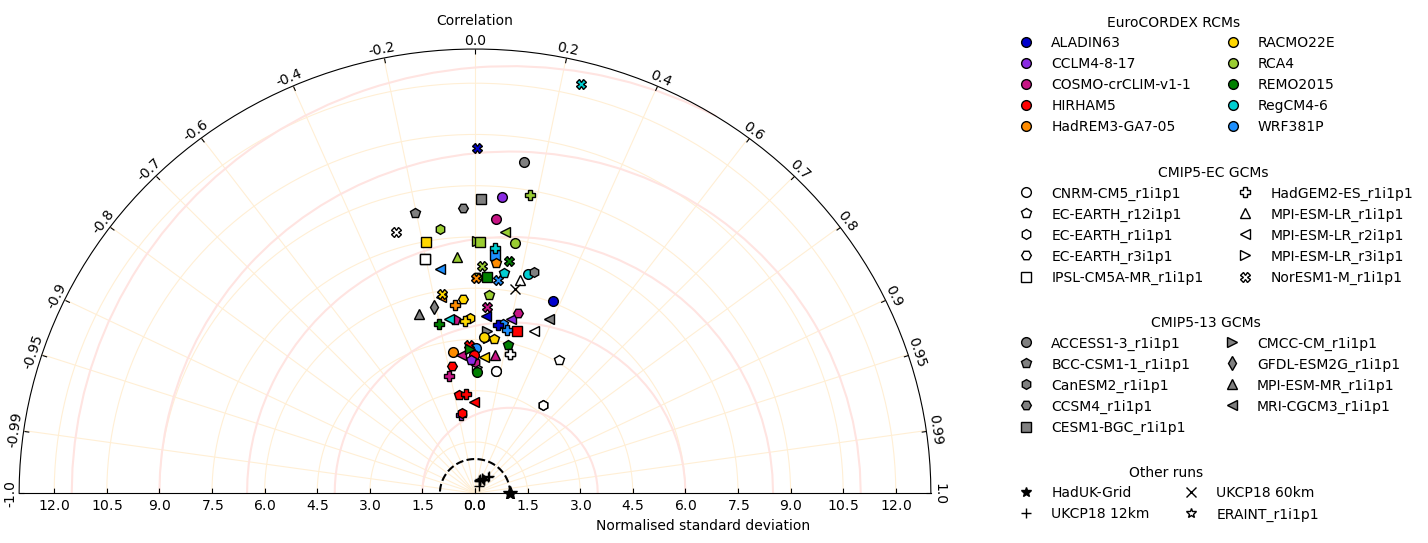 Correlation
-1.0
-0.99
-0.95
-0.9
-0.8
-0.7
-0.6
-0.4
-0.2
0.0
0.2
0.4
0.6
0.7
0.8
0.9
0.95
0.99
1.0
12.0 10.5 9.0 7.5 6.0 4.5 3.0 1.5 0.0 1.5 3.0 4.5 6.0 7.5 9.0 10.5 12.0
Normalised standard deviation
EuroCORDEX RCMs
ALADIN63
CCLM4-8-17
COSMO-crCLIM-v1-1
HIRHAM5
HadREM3-GA7-05
RACMO22E
RCA4
REMO2015
RegCM4-6
WRF381P
CMIP5-EC GCMs
CNRM-CM5_r1i1p1
EC-EARTH_r12i1p1
EC-EARTH_r1i1p1
EC-EARTH_r3i1p1
IPSL-CM5A-MR_r1i1p1
HadGEM2-ES_r1i1p1
MPI-ESM-LR_r1i1p1
MPI-ESM-LR_r2i1p1
MPI-ESM-LR_r3i1p1
NorESM1-M_r1i1p1
CMIP5-13 GCMs
ACCESS1-3_r1i1p1
BCC-CSM1-1_r1i1p1
CanESM2_r1i1p1
CCSM4_r1i1p1
CESM1-BGC_r1i1p1
CMCC-CM_r1i1p1
GFDL-ESM2G_r1i1p1
MPI-ESM-MR_r1i1p1
MRI-CGCM3_r1i1p1
Other runs
HadUK-Grid
UKCP18 12km
UKCP18 60km
ERAINT_r1i1p1